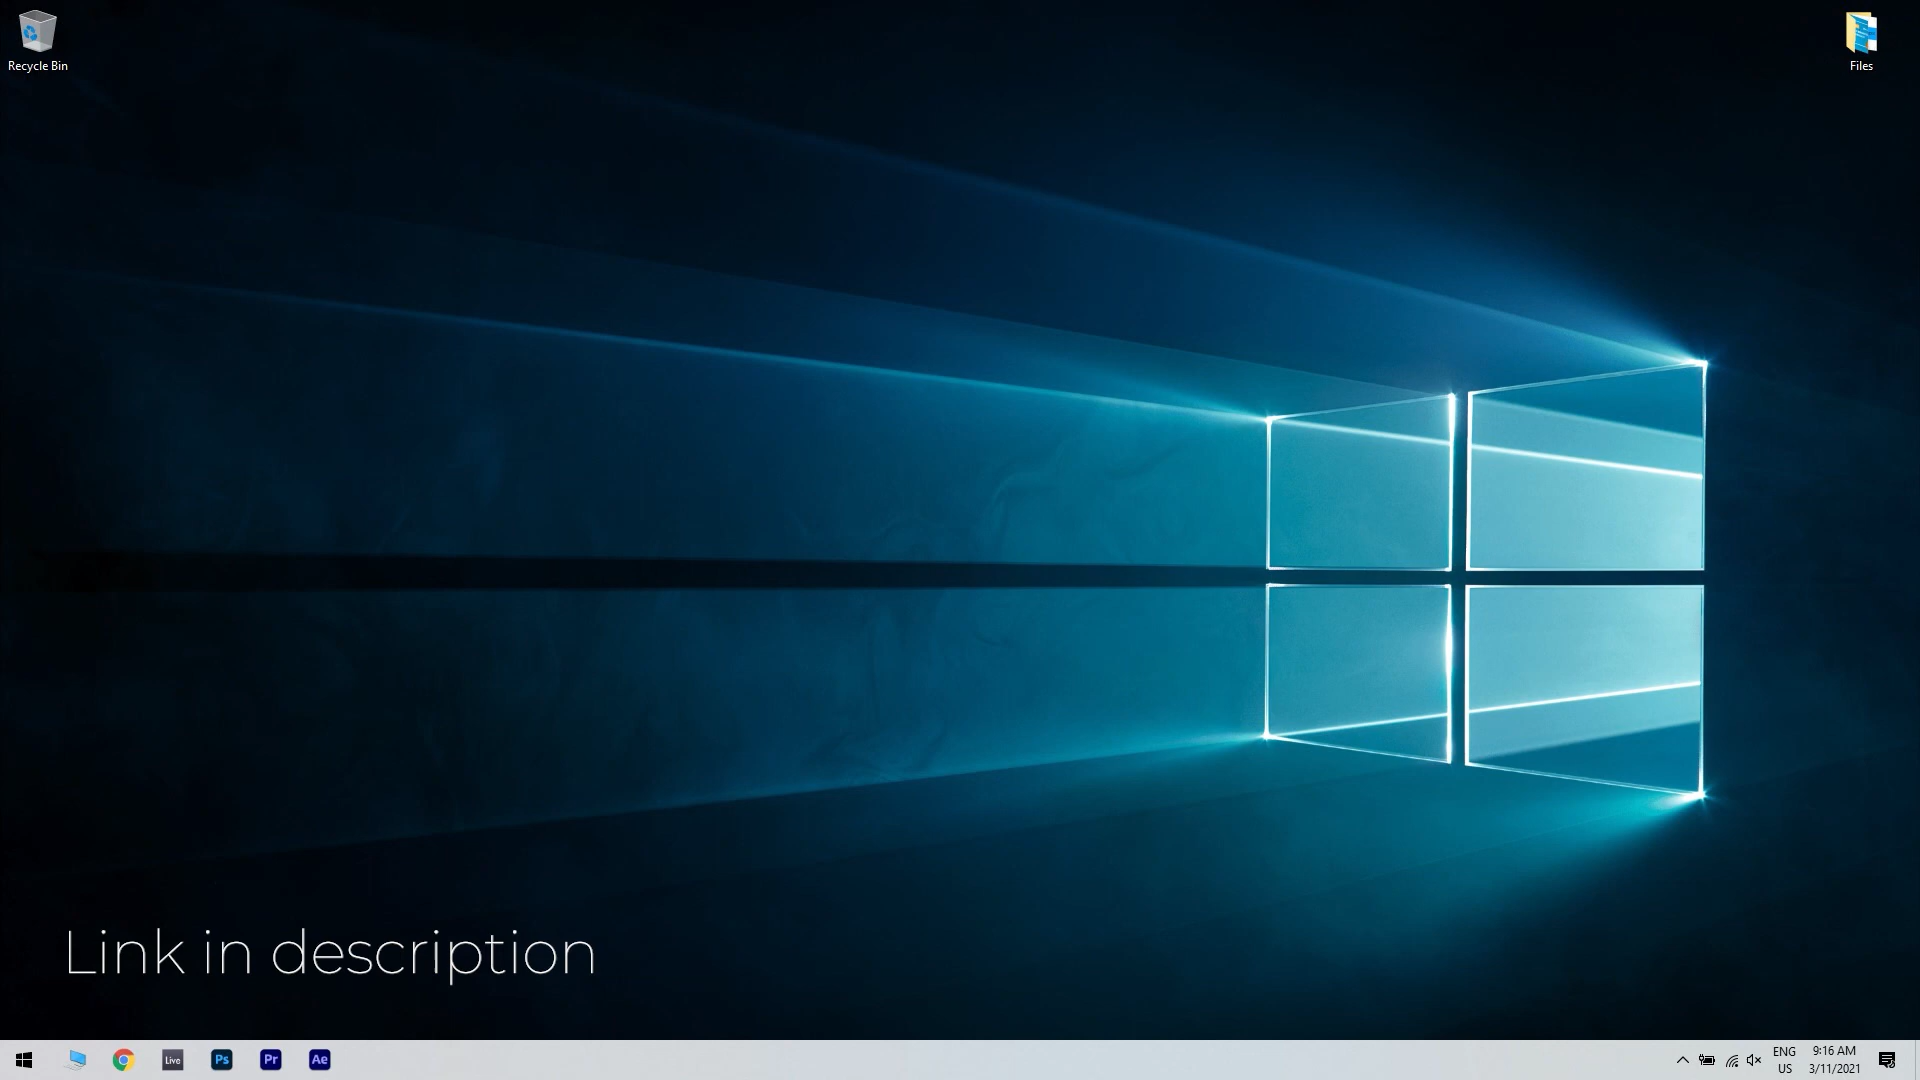 Recycle Bin
Files
Link in description
Live
Ps
Pr
Ae
ENG
US
9:16 AM
3/11/2021